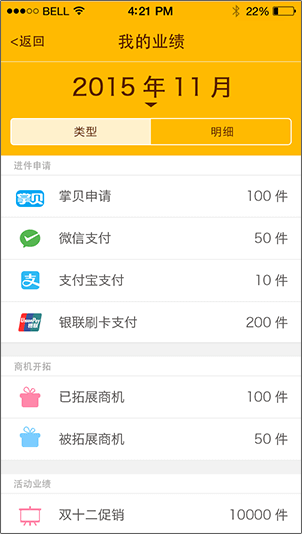 BELL 4:21 PM 22%
<返回 我的业绩
2015 年 11 月
类型 明细
进件申请
掌贝 掌贝申请 100 件
微信支付 50 件
支 支付宝支付 10 件
UnionPay 银联 银联刷卡支付 200 件
商机开拓
已拓展商机 100 件
被拓展商机 50 件
活动业绩
双十二促销 10000 件